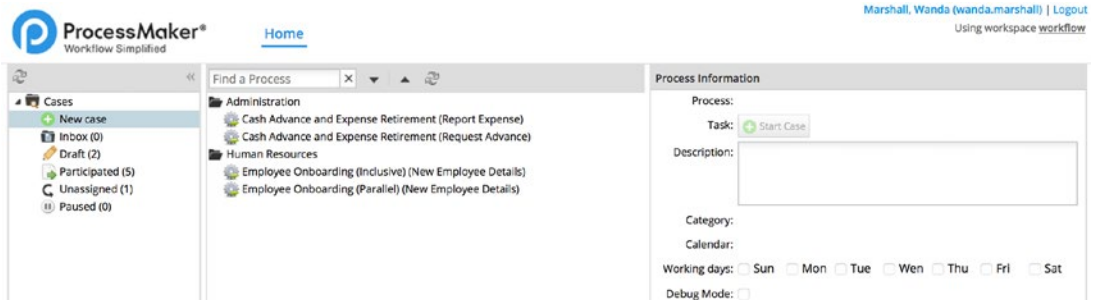 Marshall, Wanda (wanda.marshall) | Logout
Using workspace workflow
ProcessMaker®
Workflow Simplified
Home
Cases
New case
Inbox (0)
Draft (2)
Participated (5)
Unassigned (1)
Paused (0)
Find a Process
Administration
Cash Advance and Expense Retirement (Report Expense)
Cash Advance and Expense Retirement (Request Advance)
Human Resources
Employee Onboarding (Inclusive) (New Employee Details)
Employee Onboarding (Parallel) (New Employee Details)
Process Information
Process:
Task: Start Case
Description:
Category:
Calendar:
Working days: Sun Mon Tue Wen Thu Fri Sat
Debug Mode: